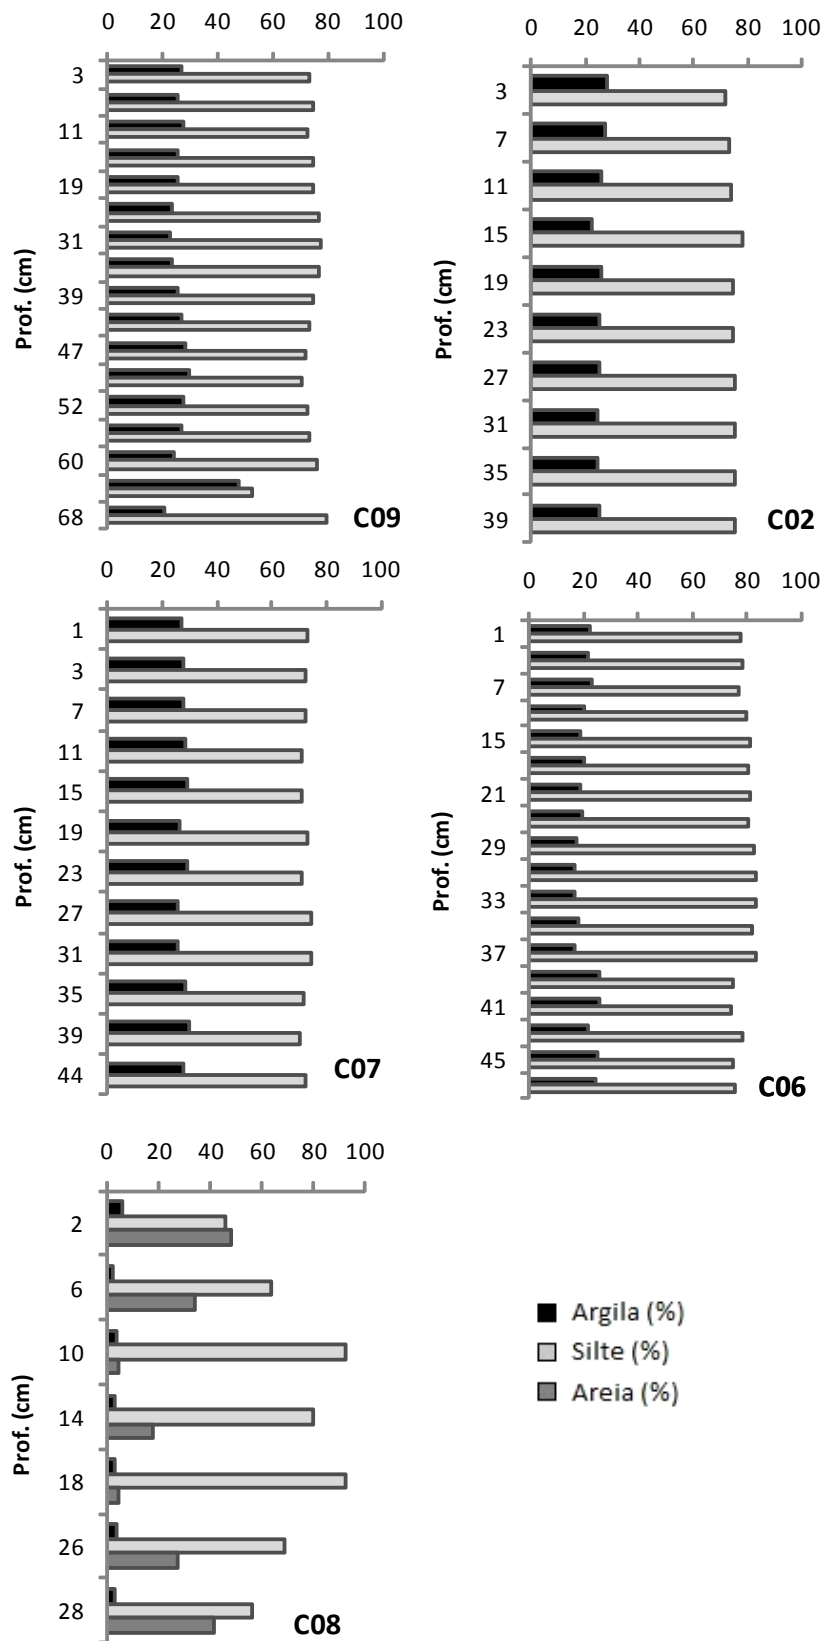 0 20 40 60 80 100
Prof. (cm)
3
11
19
31
39
47
52
60
68
C09
0 20 40 60 80 100
Prof. (cm)
3
7
11
15
19
23
27
31
35
39
C02
0 20 40 60 80 100
Prof. (cm)
1
3
7
11
15
19
23
27
31
35
39
44
C07
0 20 40 60 80 100
Prof. (cm)
1
7
15
21
29
33
37
41
45
C06
0 20 40 60 80 100
Prof. (cm)
2
6
10
14
18
26
28
C08
Argila (%)
Silte (%)
Areia (%)